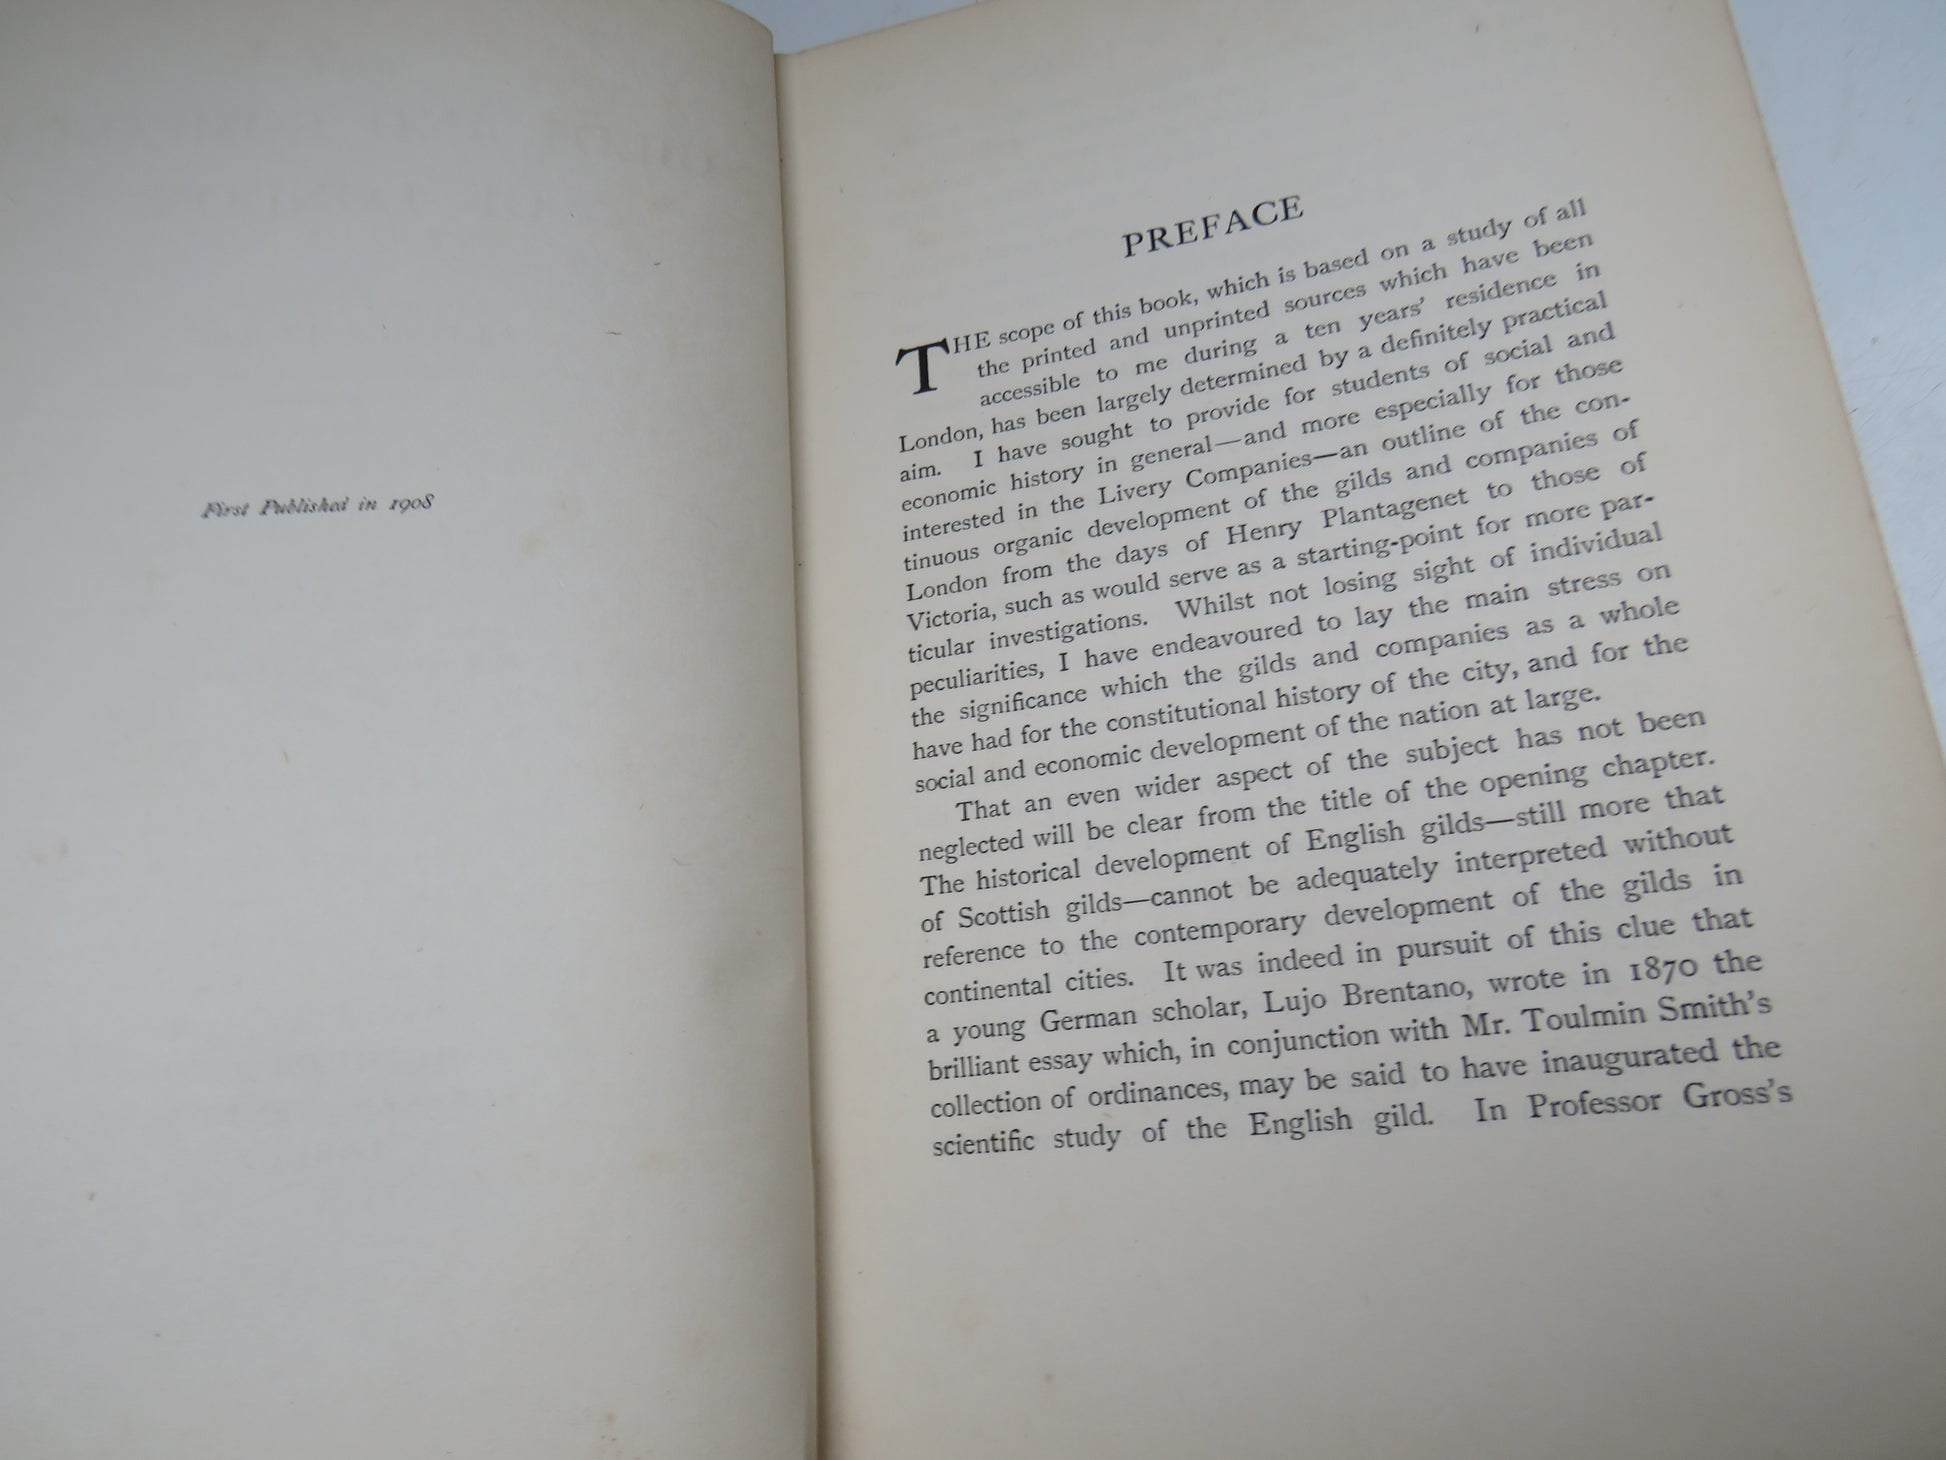 First Published in 1908
PREFACE
THE scope of this book, which is based on a study of all
the printed and unprinted sources which have been
accessible to me during a ten years' residence in
London, has been largely determined by a definitely practical
aim. I have sought to provide for students of social and
economic history in general—and more especially for those
interested in the Livery Companies—an outline of the con-
tinuous organic development of the gilds and companies of
London from the days of Henry Plantagenet to those of
Victoria, such as would serve as a starting-point for more par-
ticular investigations. Whilst not losing sight of individual
peculiarities, I have endeavoured to lay the main stress on
the significance which the gilds and companies as a whole
have had for the constitutional history of the city, and for the
social and economic development of the nation at large.
That an even wider aspect of the subject has not been
neglected will be clear from the title of the opening chapter.
The historical development of English gilds—still more that
of Scottish gilds—cannot be adequately interpreted without
reference to the contemporary development of the gilds in
continental cities. It was indeed in pursuit of this clue that
a young German scholar, Lujo Brentano, wrote in 1870 the
brilliant essay which, in conjunction with Mr. Toulmin Smith's
collection of ordinances, may be said to have inaugurated the
scientific study of the English gild. In Professor Gross's